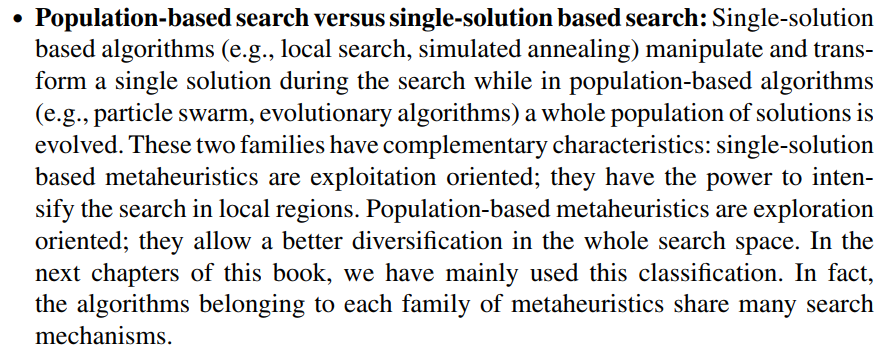 • Population-based search versus single-solution based search: Single-solution
based algorithms (e.g., local search, simulated annealing) manipulate and trans-
form a single solution during the search while in population-based algorithms
(e.g., particle swarm, evolutionary algorithms) a whole population of solutions is
evolved. These two families have complementary characteristics: single-solution
based metaheuristics are exploitation oriented; they have the power to inten-
sify the search in local regions. Population-based metaheuristics are exploration
oriented; they allow a better diversification in the whole search space. In the
next chapters of this book, we have mainly used this classification. In fact,
the algorithms belonging to each family of metaheuristics share many search
mechanisms.